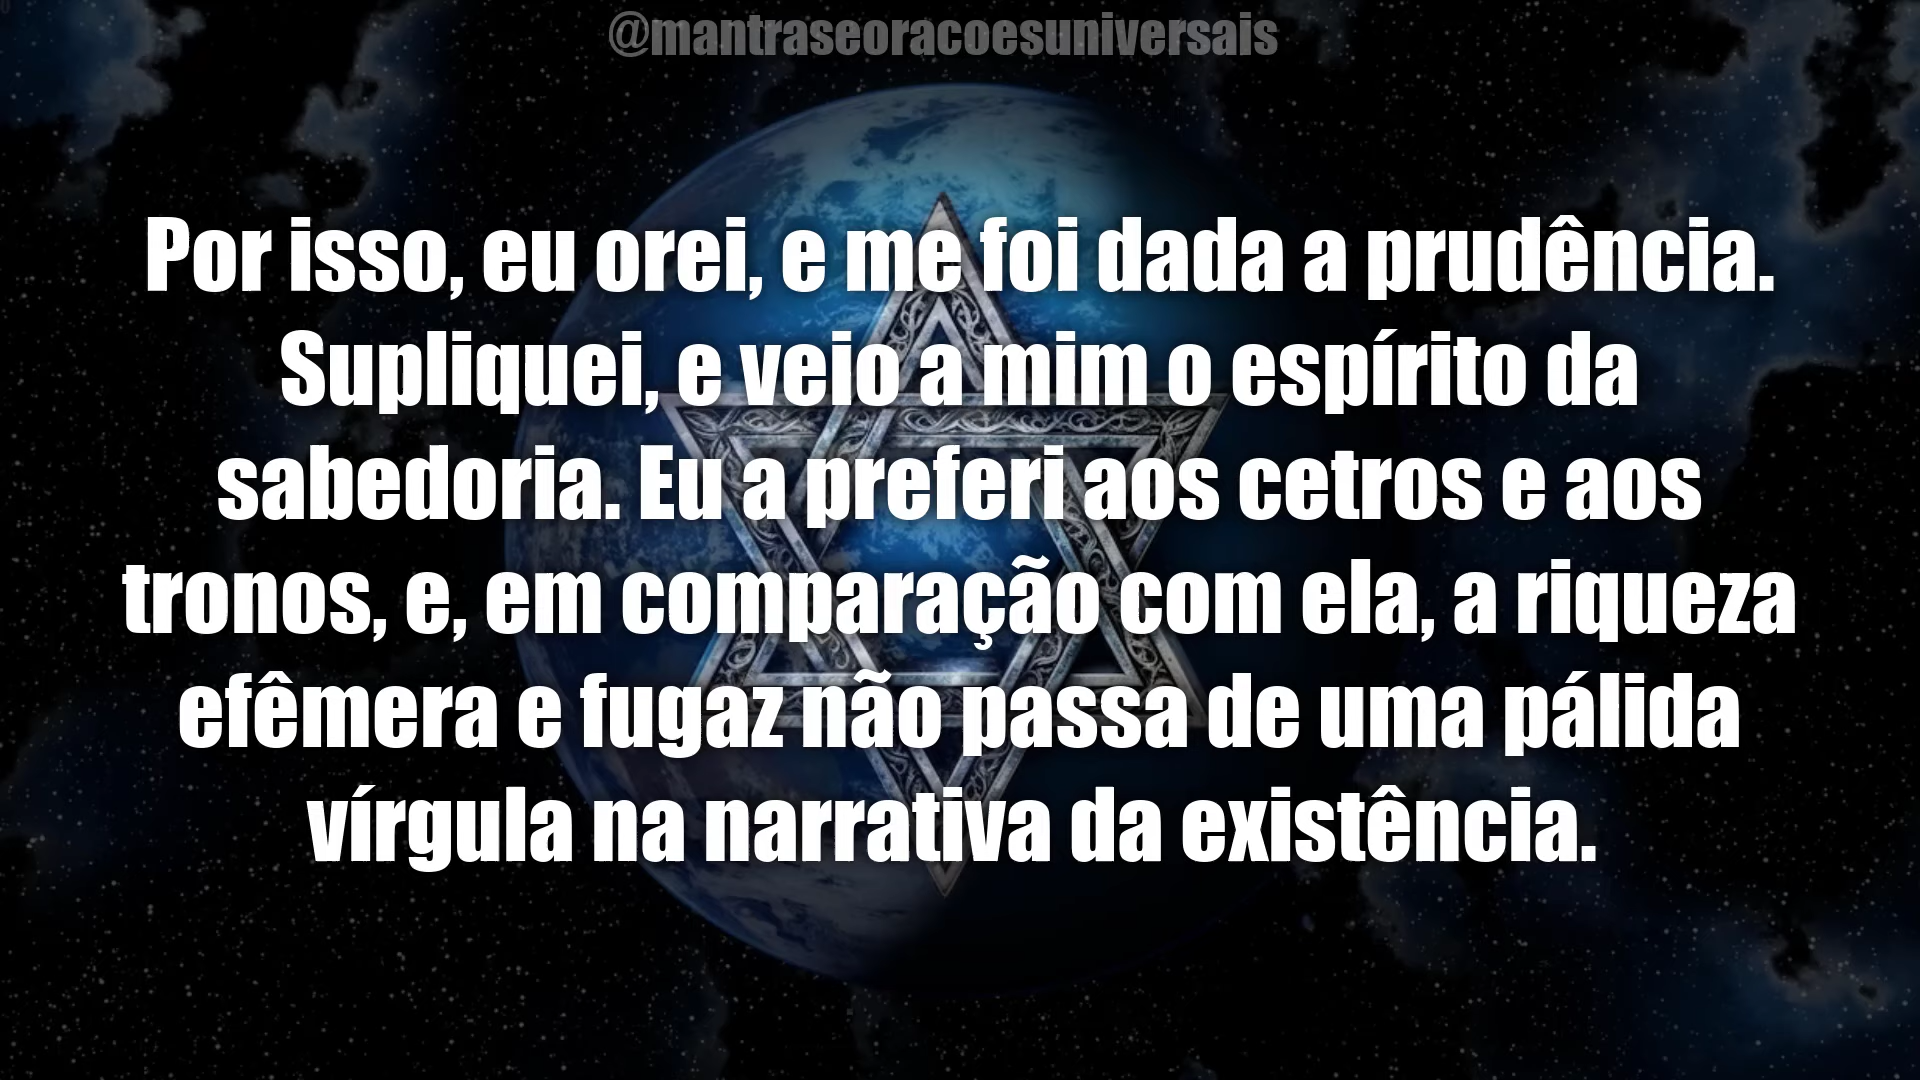 @mantraseoracoesuniversais
Por isso, eu orei, e me foi dada a prudência.
Supliquei, e veio a mim o espírito da
sabedoria. Eu a preferi aos cetros e aos
tronos, e, em comparação com ela, a riqueza
efêmera e fugaz não passa de uma pálida
vírgula na narrativa da existência.